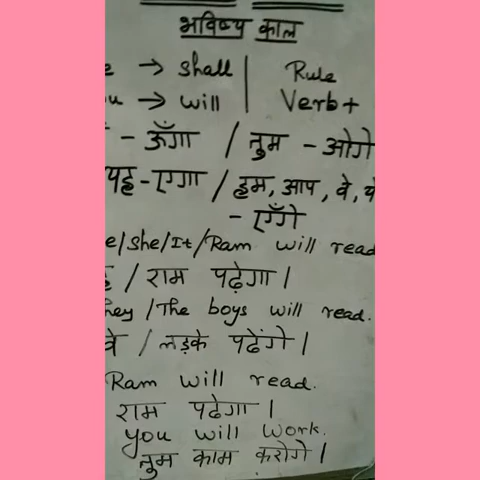 भविष्य काल
e → shall | Rule
u → will | Verb+
- ऊँगा / तुम - ओगे
यह - एगा / हम, आप, वे, ये
- एँगे
e/she/It/Ram will read
/ राम पढ़ेगा।
hey/The boys will read.
वे / लड़के पढेंगे।
Ram will read.
राम पढेगा।
you will work.
तुम काम करोगे।